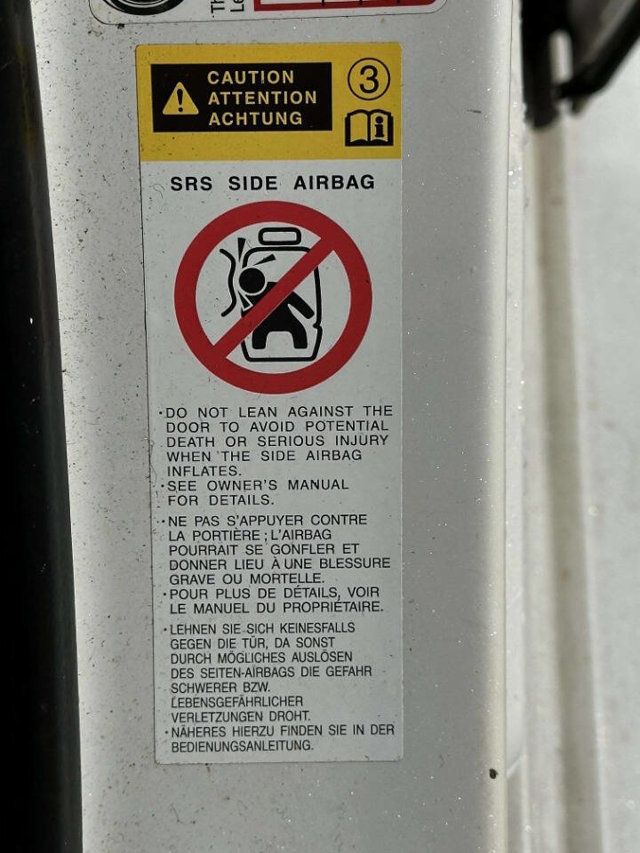 CAUTION
ATTENTION
ACHTUNG
3
i
SRS SIDE AIRBAG
·DO NOT LEAN AGAINST THE
DOOR TO AVOID POTENTIAL
DEATH OR SERIOUS INJURY
WHEN THE SIDE AIRBAG
INFLATES.
·SEE OWNER'S MANUAL
FOR DETAILS.
·NE PAS S'APPUYER CONTRE
LA PORTIÈRE ; L'AIRBAG
POURRAIT SE GONFLER ET
DONNER LIEU À UNE BLESSURE
GRAVE OU MORTELLE.
·POUR PLUS DE DÉTAILS, VOIR
LE MANUEL DU PROPRIÉTAIRE.
·LEHNEN SIE SICH KEINESFALLS
GEGEN DIE TÜR, DA SONST
DURCH MÖGLICHES AUSLÖSEN
DES SEITEN-AIRBAGS DIE GEFAHR
SCHWERER BZW.
LEBENSGEFÄHRLICHER
VERLETZUNGEN DROHT.
·NÄHERES HIERZU FINDEN SIE IN DER
BEDIENUNGSANLEITUNG.